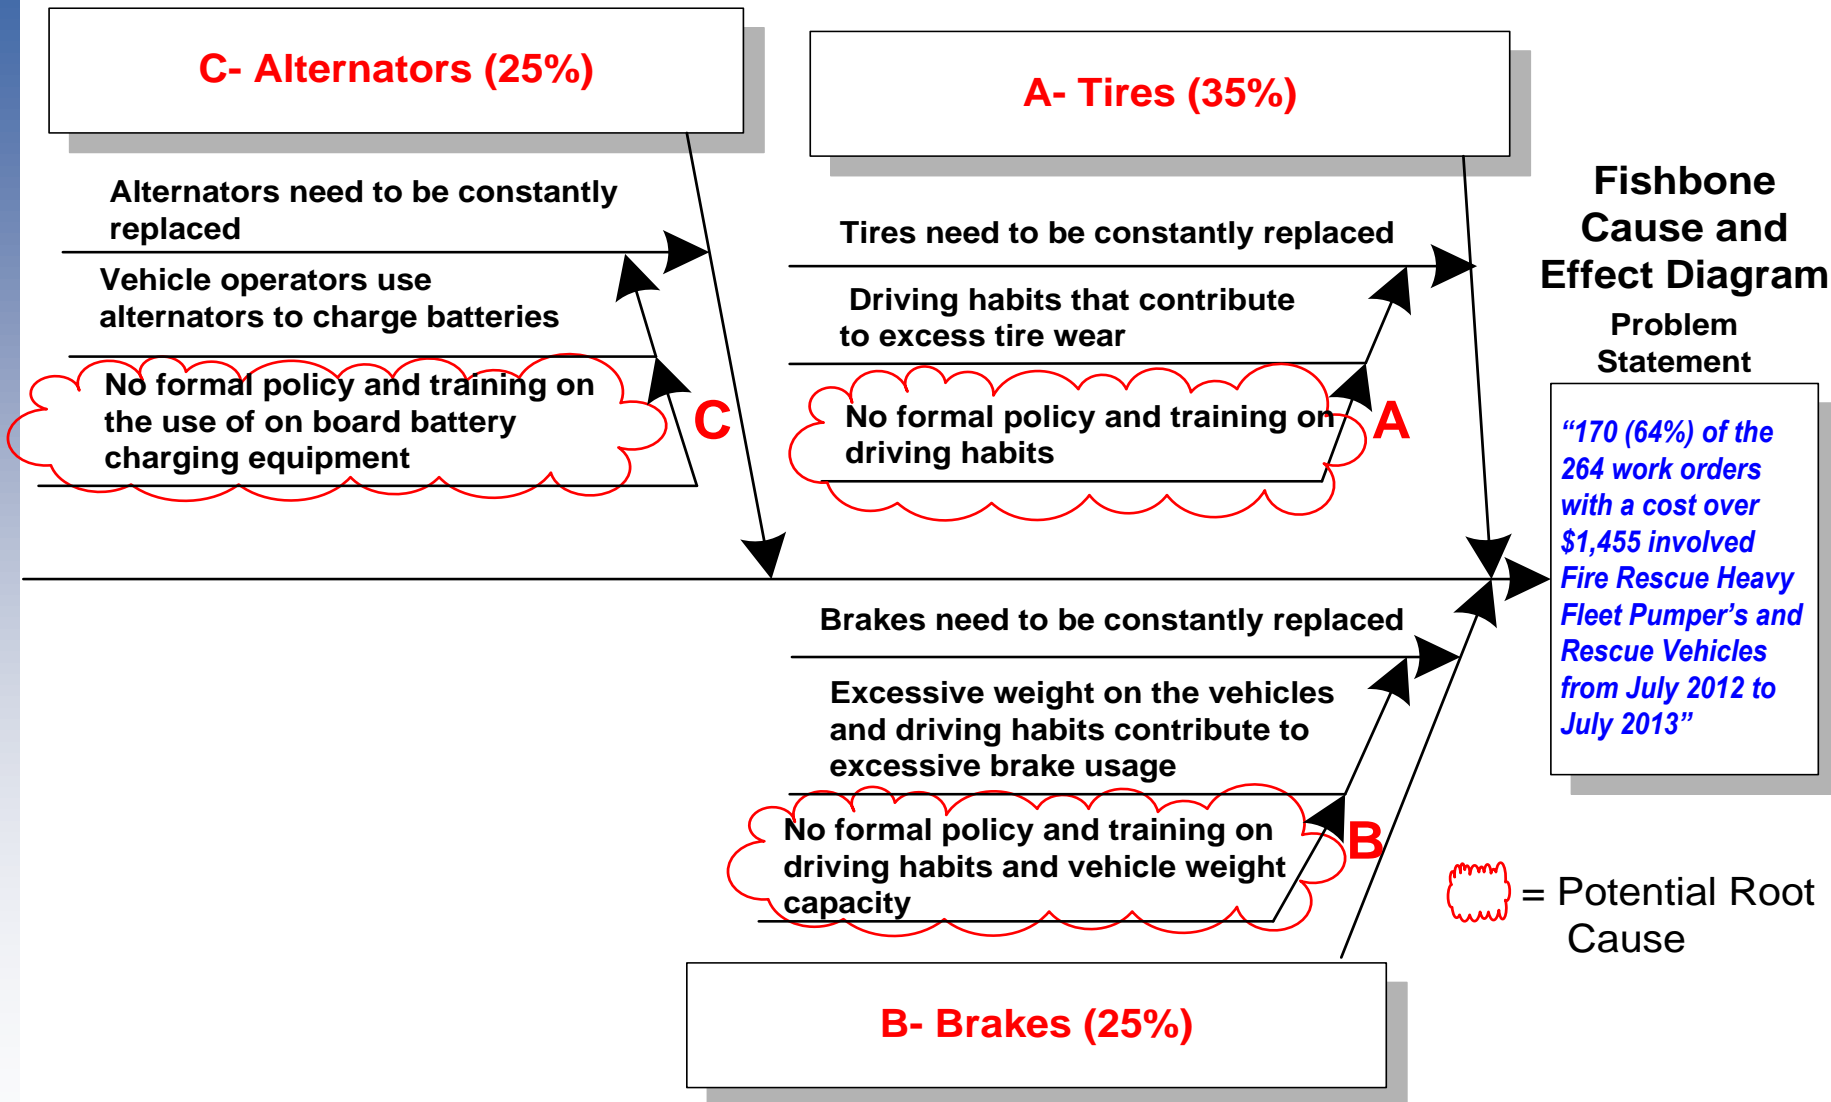 C- Alternators (25%)
Alternators need to be constantly
replaced
Vehicle operators use
alternators to charge batteries
No formal policy and training on
the use of on board battery
charging equipment
C
A- Tires (35%)
Tires need to be constantly replaced
Driving habits that contribute
to excess tire wear
No formal policy and training on
driving habits
A
Brakes need to be constantly replaced
Excessive weight on the vehicles
and driving habits contribute to
excessive brake usage
No formal policy and training on
driving habits and vehicle weight
capacity
B
B- Brakes (25%)
Fishbone
Cause and
Effect Diagram
Problem
Statement
“170 (64%) of the
264 work orders
with a cost over
$1,455 involved
Fire Rescue Heavy
Fleet Pumper’s and
Rescue Vehicles
from July 2012 to
July 2013”
= Potential Root
Cause